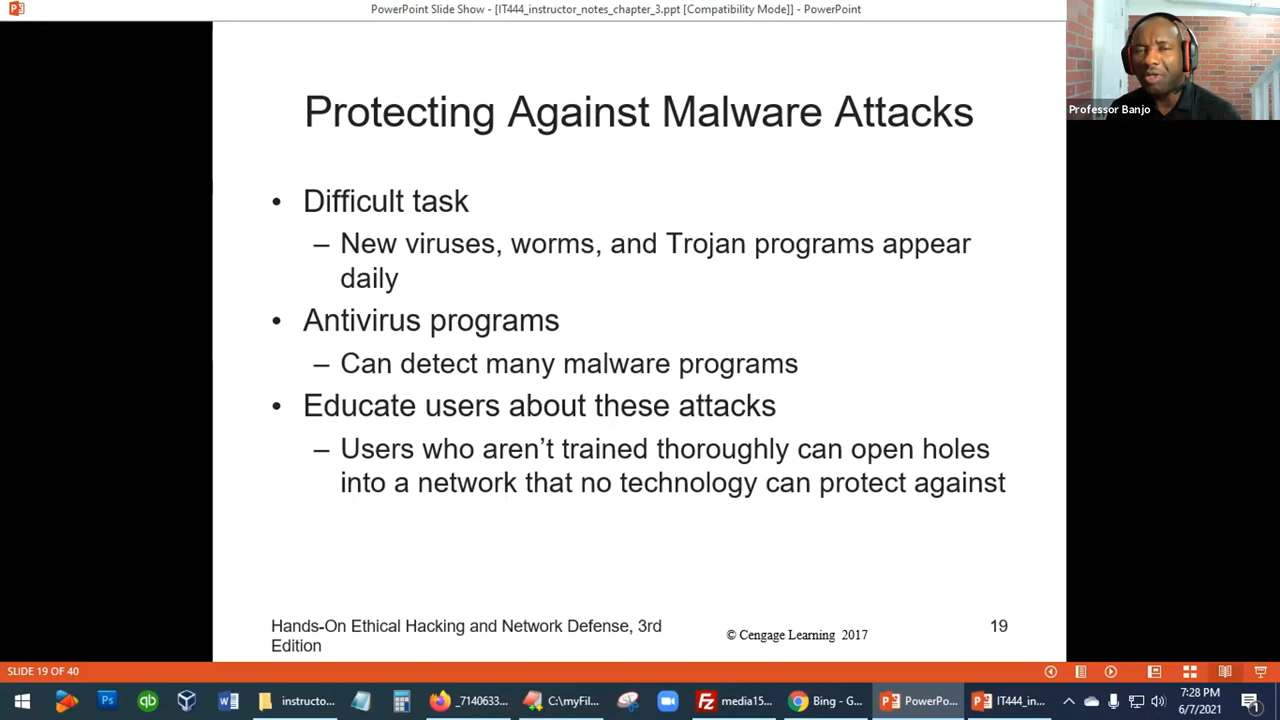 PowerPoint Slide Show - [IT444_instructor_notes_chapter_3.ppt [Compatibility Mode]] - PowerPoint
Professor Banjo
Protecting Against Malware Attacks
• Difficult task
– New viruses, worms, and Trojan programs appear
daily
• Antivirus programs
– Can detect many malware programs
• Educate users about these attacks
– Users who aren’t trained thoroughly can open holes
into a network that no technology can protect against
Hands-On Ethical Hacking and Network Defense, 3rd
Edition
© Cengage Learning 2017
19
SLIDE 19 OF 40
instructo...
_7140633...
C:\myFil...
media15...
Bing - G...
PowerPo...
IT444_in...
7:28 PM
6/7/2021